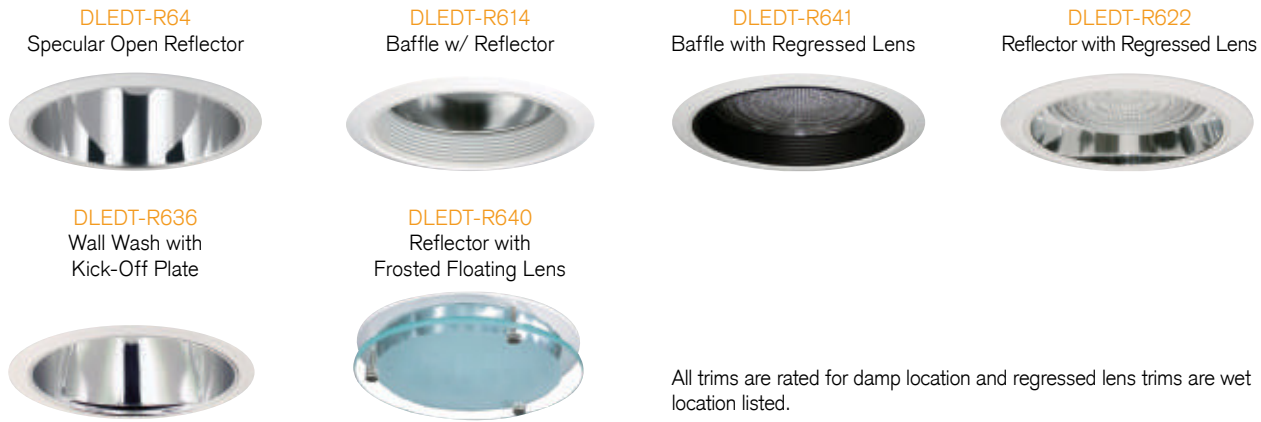 DLEDT-R64
Specular Open Reflector
DLEDT-R614
Baffle w/ Reflector
DLEDT-R641
Baffle with Regressed Lens
DLEDT-R622
Reflector with Regressed Lens
DLEDT-R636
Wall Wash with
Kick-Off Plate
DLEDT-R640
Reflector with
Frosted Floating Lens
All trims are rated for damp location and regressed lens trims are wet
location listed.